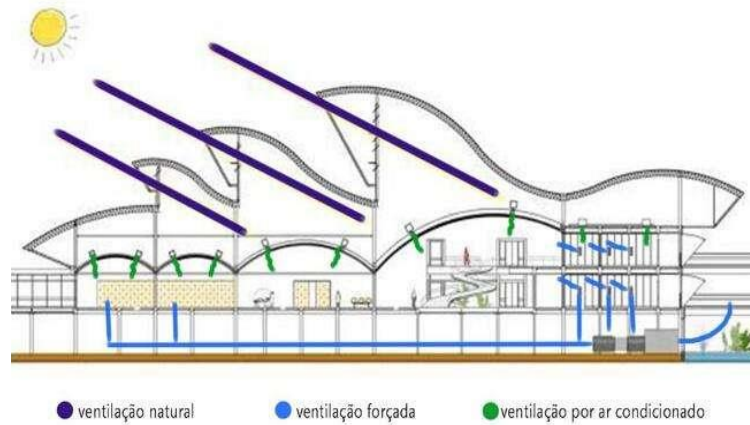 ventilação natural
ventilação forçada
ventilação por ar condicionado